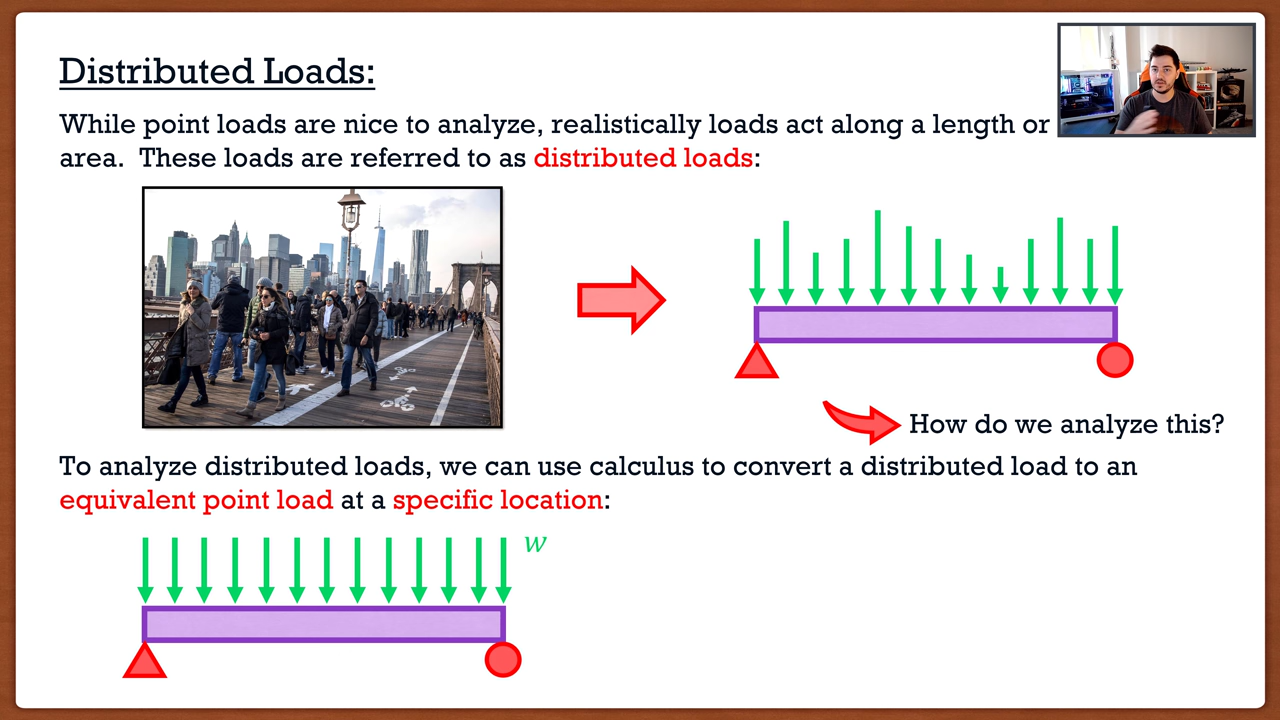 Distributed Loads:
While point loads are nice to analyze, realistically loads act along a length or
area. These loads are referred to as distributed loads:
How do we analyze this?
To analyze distributed loads, we can use calculus to convert a distributed load to an
equivalent point load at a specific location:
w